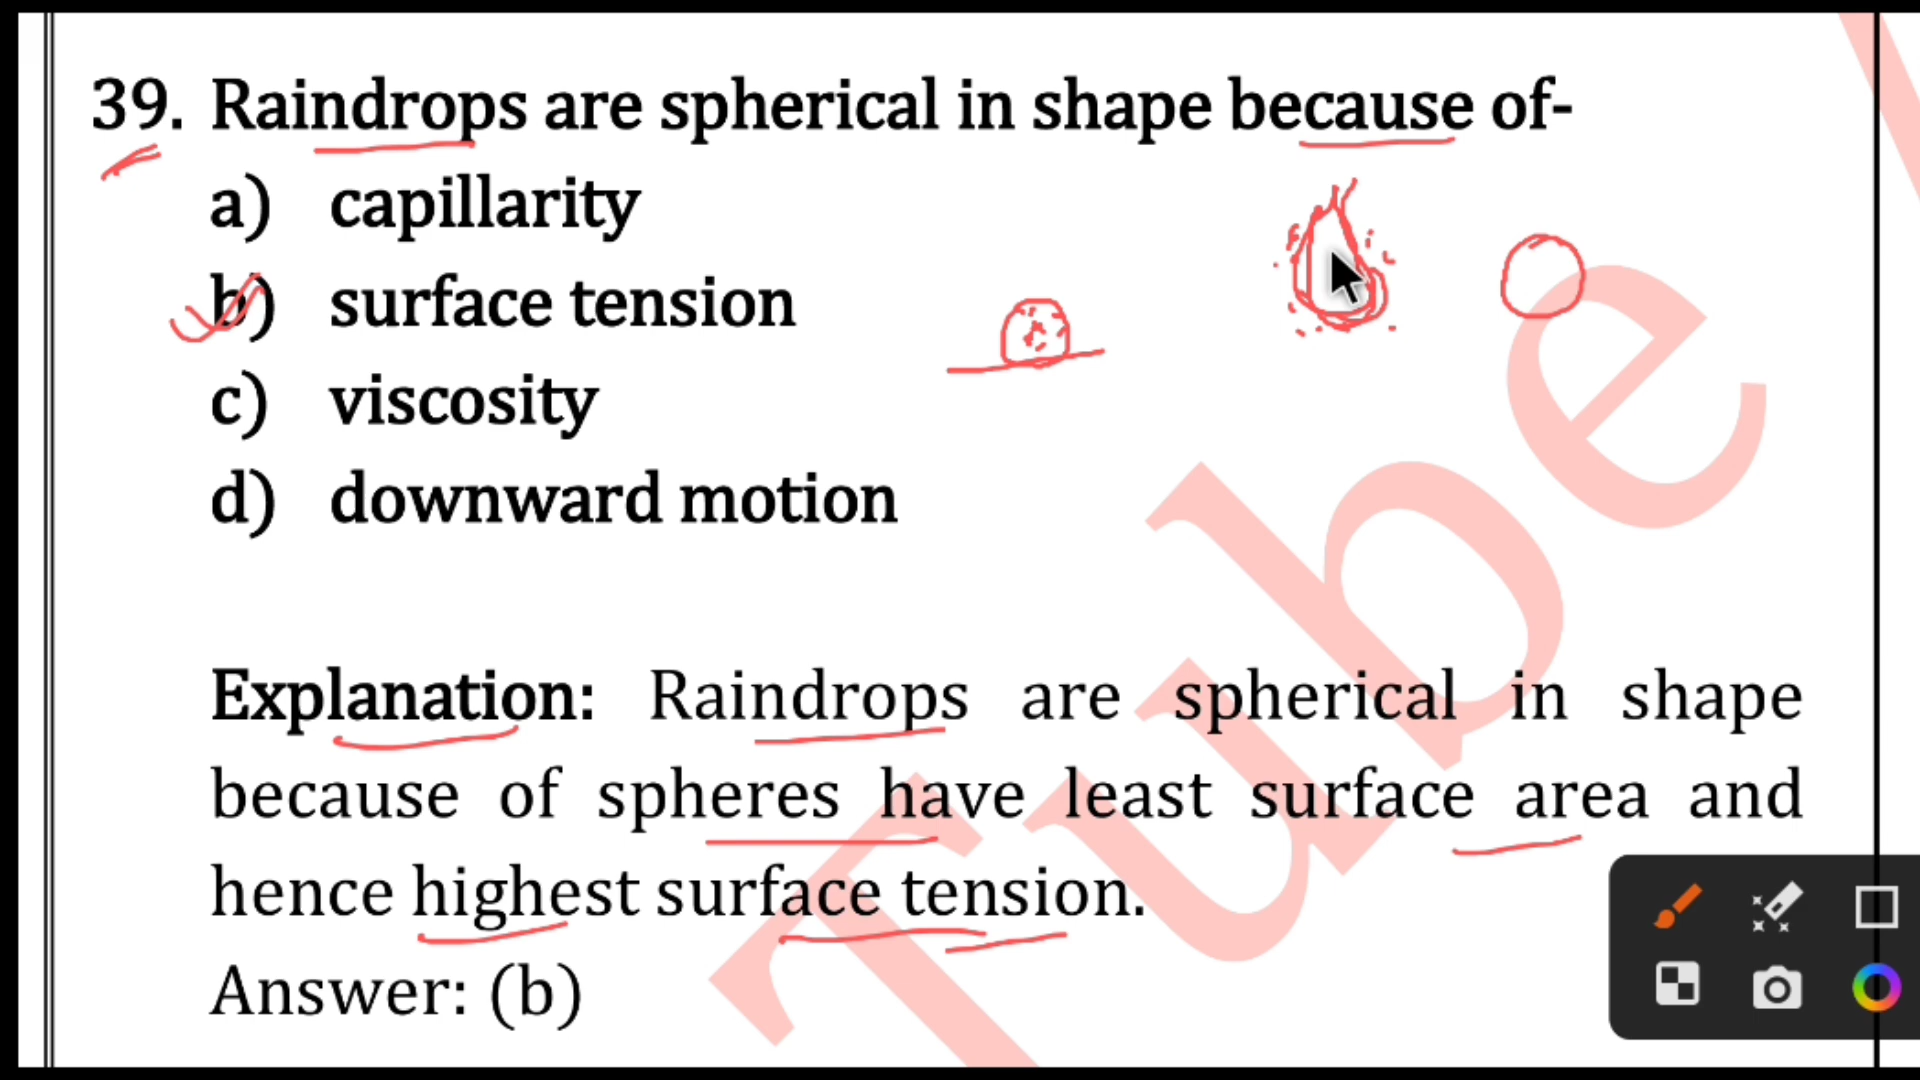 39. Raindrops are spherical in shape because of-
a) capillarity
b) surface tension
c) viscosity
d) downward motion
Explanation: Raindrops are spherical in shape
because of spheres have least surface area and
hence highest surface tension.
Answer: (b)
Tube